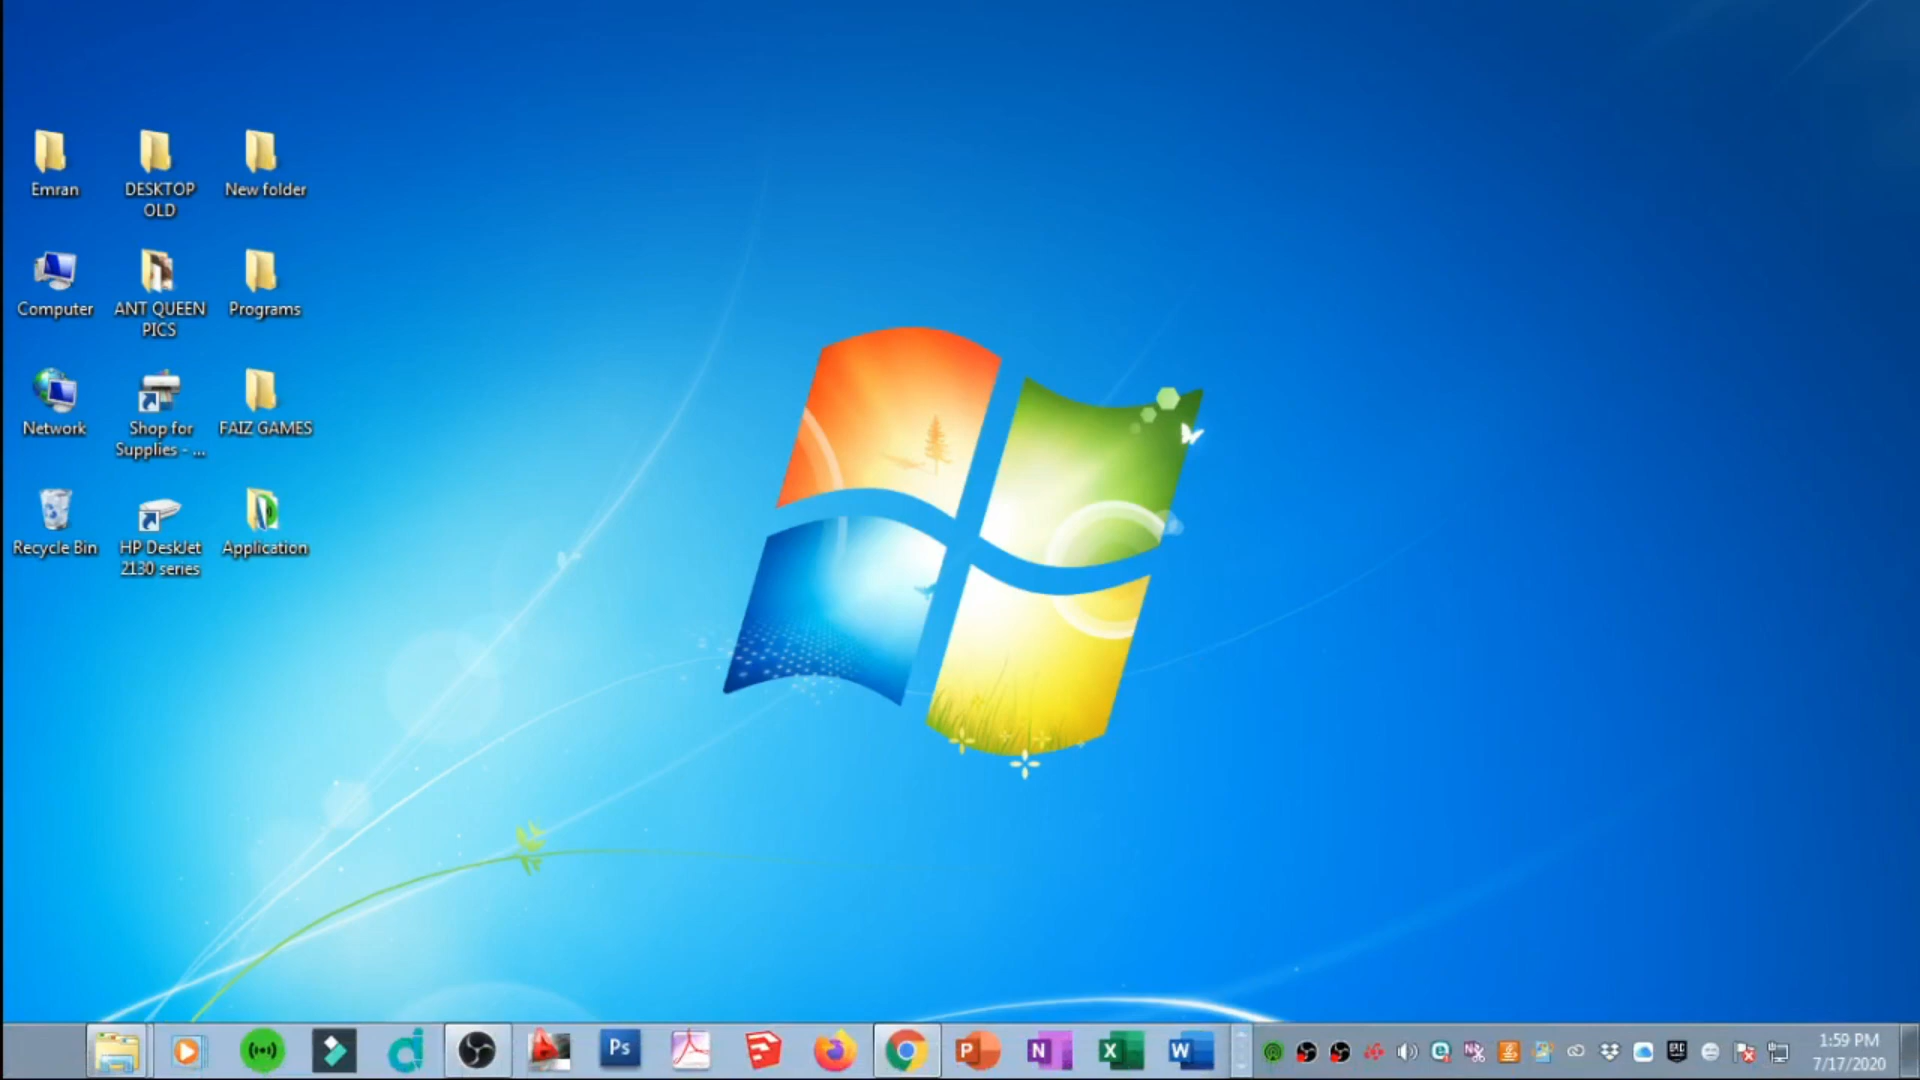 Emran
DESKTOP
OLD
New folder
Computer
ANT QUEEN
PICS
Programs
Network
Shop for
Supplies - ...
FAIZ GAMES
Recycle Bin
HP DeskJet
2130 series
Application
Ps
P
N
X
W
1:59 PM
7/17/2020